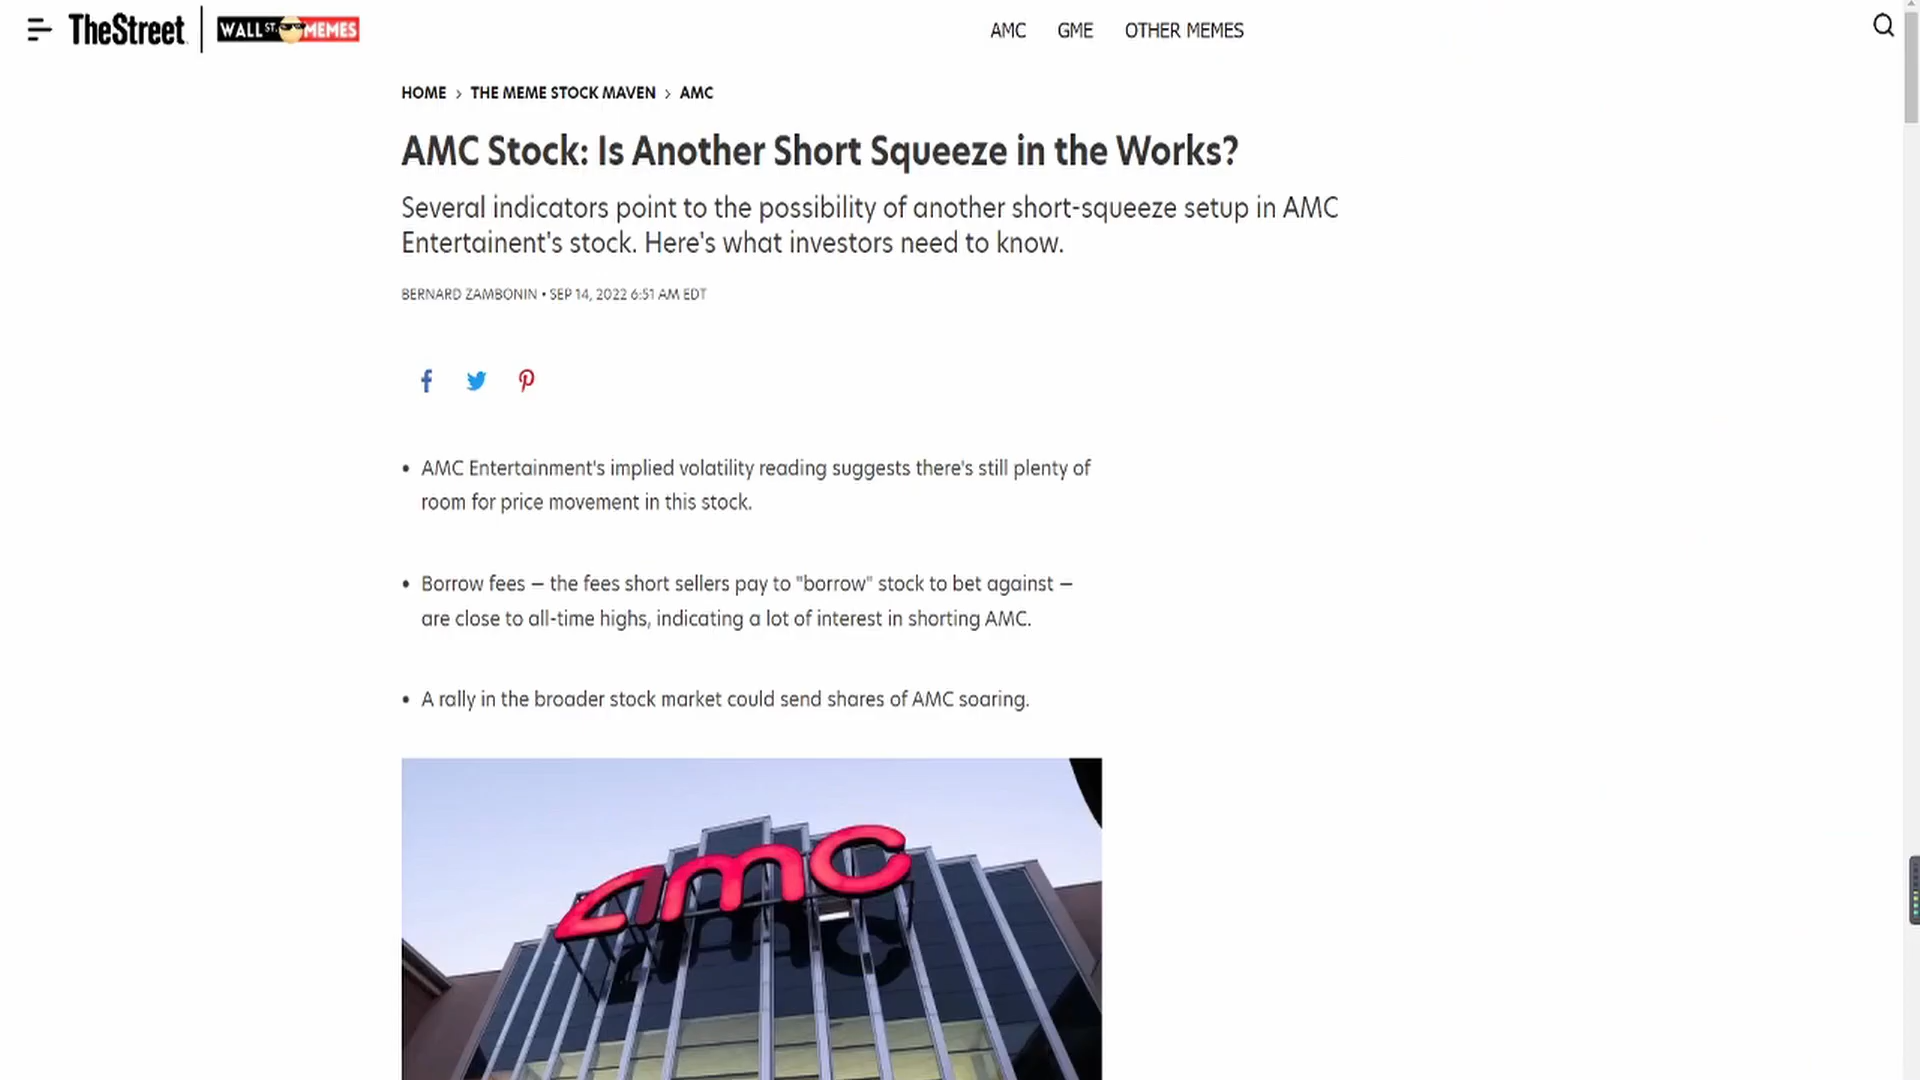 TheStreet
WALL ST. MEMES
AMC GME OTHER MEMES
HOME > THE MEME STOCK MAVEN > AMC
AMC Stock: Is Another Short Squeeze in the Works?
Several indicators point to the possibility of another short-squeeze setup in AMC
Entertainent's stock. Here's what investors need to know.
BERNARD ZAMBONIN • SEP 14, 2022 6:51 AM EDT
• AMC Entertainment's implied volatility reading suggests there's still plenty of
room for price movement in this stock.
• Borrow fees — the fees short sellers pay to "borrow" stock to bet against —
are close to all-time highs, indicating a lot of interest in shorting AMC.
• A rally in the broader stock market could send shares of AMC soaring.
amc